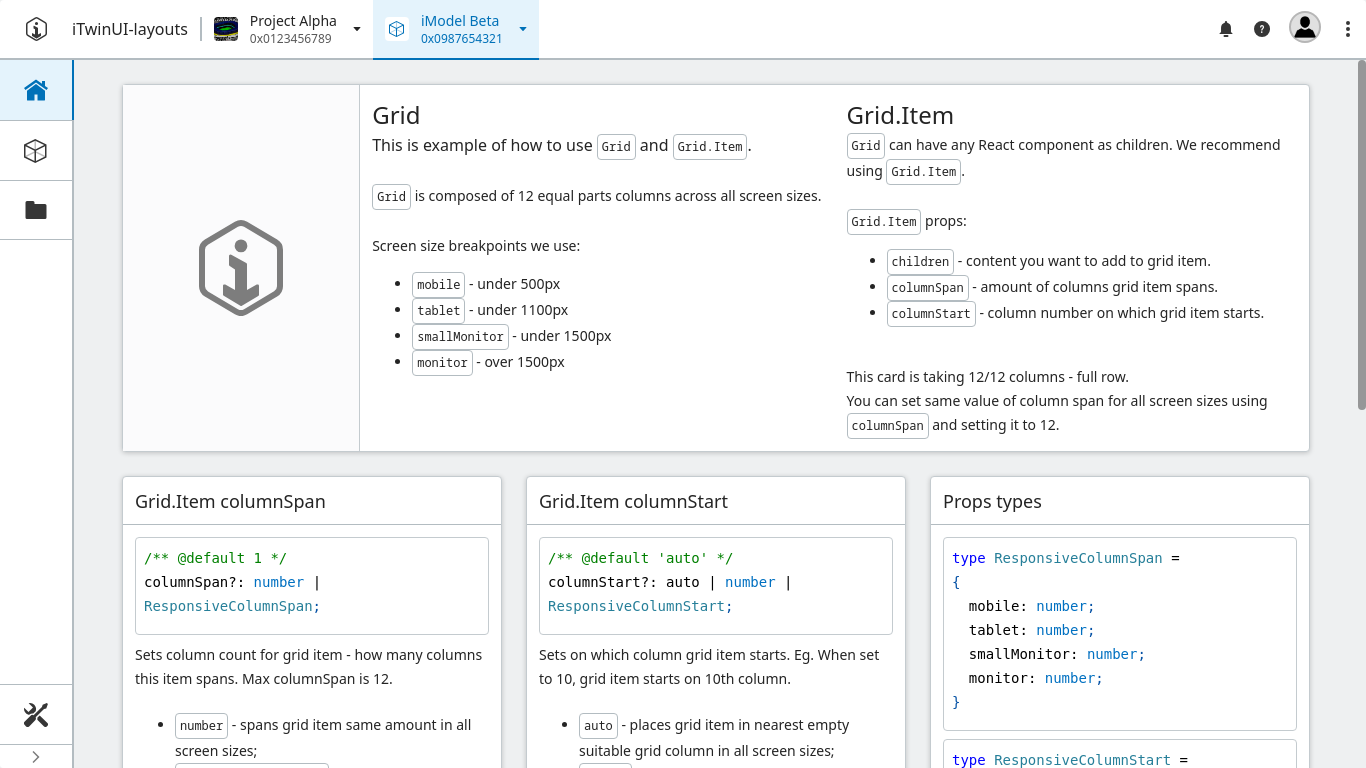 iTwinUI-layouts
Project Alpha
0x0123456789
iModel Beta
0x0987654321
Grid
This is example of how to use Grid and Grid.Item.
Grid is composed of 12 equal parts columns across all screen sizes.
Screen size breakpoints we use:
mobile - under 500px
tablet - under 1100px
smallMonitor - under 1500px
monitor - over 1500px
Grid.Item
Grid can have any React component as children. We recommend
using Grid.Item.
Grid.Item props:
children - content you want to add to grid item.
columnSpan - amount of columns grid item spans.
columnStart - column number on which grid item starts.
This card is taking 12/12 columns - full row.
You can set same value of column span for all screen sizes using
columnSpan and setting it to 12.
Grid.Item columnSpan
/** @default 1 */
columnSpan?: number |
ResponsiveColumnSpan;
Sets column count for grid item - how many columns
this item spans. Max columnSpan is 12.
number - spans grid item same amount in all
screen sizes;
Grid.Item columnStart
/** @default 'auto' */
columnStart?: auto | number |
ResponsiveColumnStart;
Sets on which column grid item starts. Eg. When set
to 10, grid item starts on 10th column.
auto - places grid item in nearest empty
suitable grid column in all screen sizes;
Props types
type ResponsiveColumnSpan =
{
mobile: number;
tablet: number;
smallMonitor: number;
monitor: number;
}
type ResponsiveColumnStart =